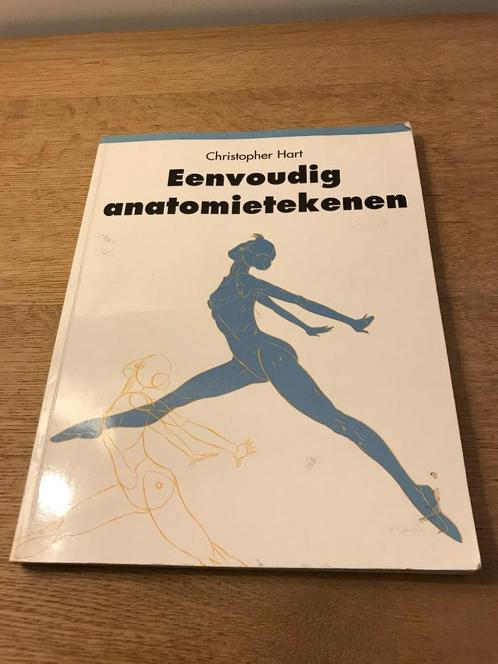 Christopher Hart
Eenvoudig
anatomietekenen